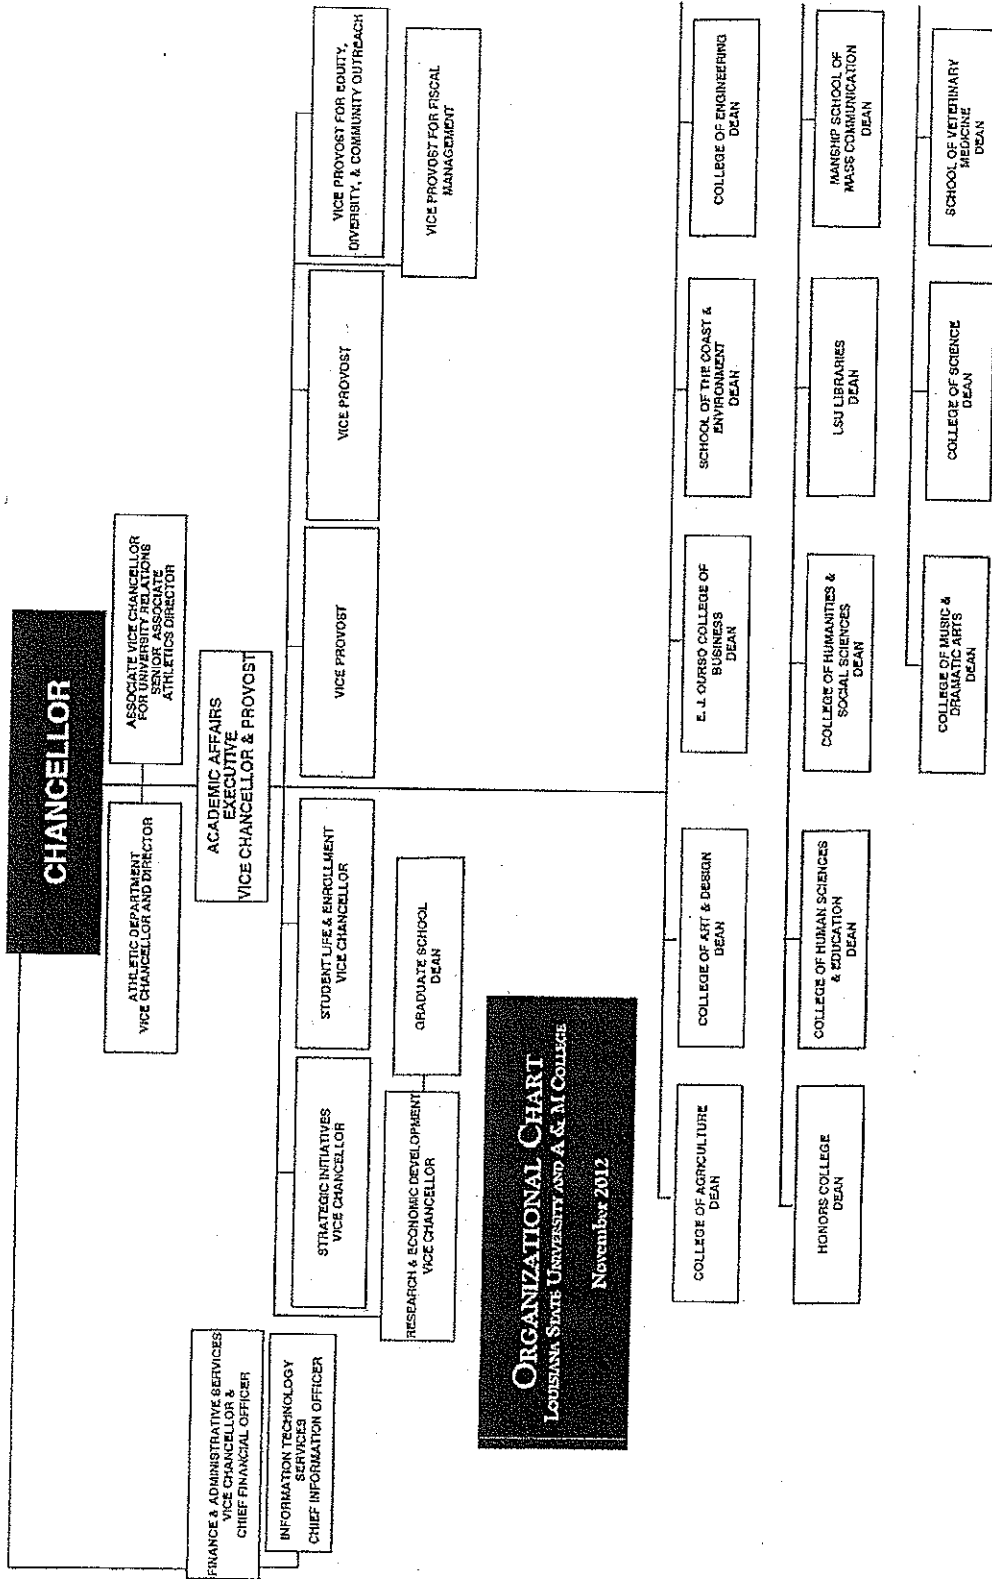 CHANCELLOR
ATHLETIC DEPARTMENT
VICE CHANCELLOR AND DIRECTOR
ASSOCIATE VICE CHANCELLOR
FOR UNIVERSITY RELATIONS
SENIOR ASSOCIATE
ATHLETICS DIRECTOR
FINANCE & ADMINISTRATIVE SERVICES
VICE CHANCELLOR &
CHIEF FINANCIAL OFFICER
ACADEMIC AFFAIRS
EXECUTIVE
VICE CHANCELLOR & PROVOST
INFORMATION TECHNOLOGY
SERVICES
CHIEF INFORMATION OFFICER
STRATEGIC INITIATIVES
VICE CHANCELLOR
STUDENT LIFE & ENROLLMENT
VICE CHANCELLOR
VICE PROVOST
VICE PROVOST
VICE PROVOST FOR EQUITY,
DIVERSITY, & COMMUNITY OUTREACH
RESEARCH & ECONOMIC DEVELOPMENT
VICE CHANCELLOR
GRADUATE SCHOOL
DEAN
VICE PROVOST FOR FISCAL
MANAGEMENT
ORGANIZATIONAL CHART
LOUISIANA STATE UNIVERSITY AND A & M COLLEGE
November 2012
COLLEGE OF AGRICULTURE
DEAN
COLLEGE OF ART & DESIGN
DEAN
E. J. OURSO COLLEGE OF
BUSINESS
DEAN
SCHOOL OF THE COAST &
ENVIRONMENT
DEAN
COLLEGE OF ENGINEERING
DEAN
HONORS COLLEGE
DEAN
COLLEGE OF HUMAN SCIENCES
& EDUCATION
DEAN
COLLEGE OF HUMANITIES &
SOCIAL SCIENCES
DEAN
LSU LIBRARIES
DEAN
MANSHIP SCHOOL OF
MASS COMMUNICATION
DEAN
COLLEGE OF MUSIC &
DRAMATIC ARTS
DEAN
COLLEGE OF SCIENCE
DEAN
SCHOOL OF VETERINARY
MEDICINE
DEAN